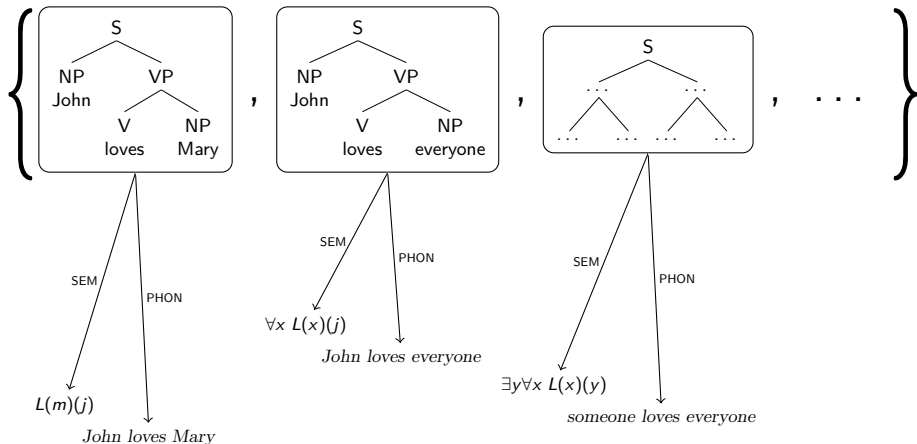 S
NP VP
John
V NP
loves Mary
,
S
NP VP
John
V NP
loves everyone
,
S
... ...
... ... ... ...
, ...
SEM
PHON
L(m)(j)
John loves Mary
SEM
PHON
∀x L(x)(j)
John loves everyone
SEM
PHON
∃y∀x L(x)(y)
someone loves everyone